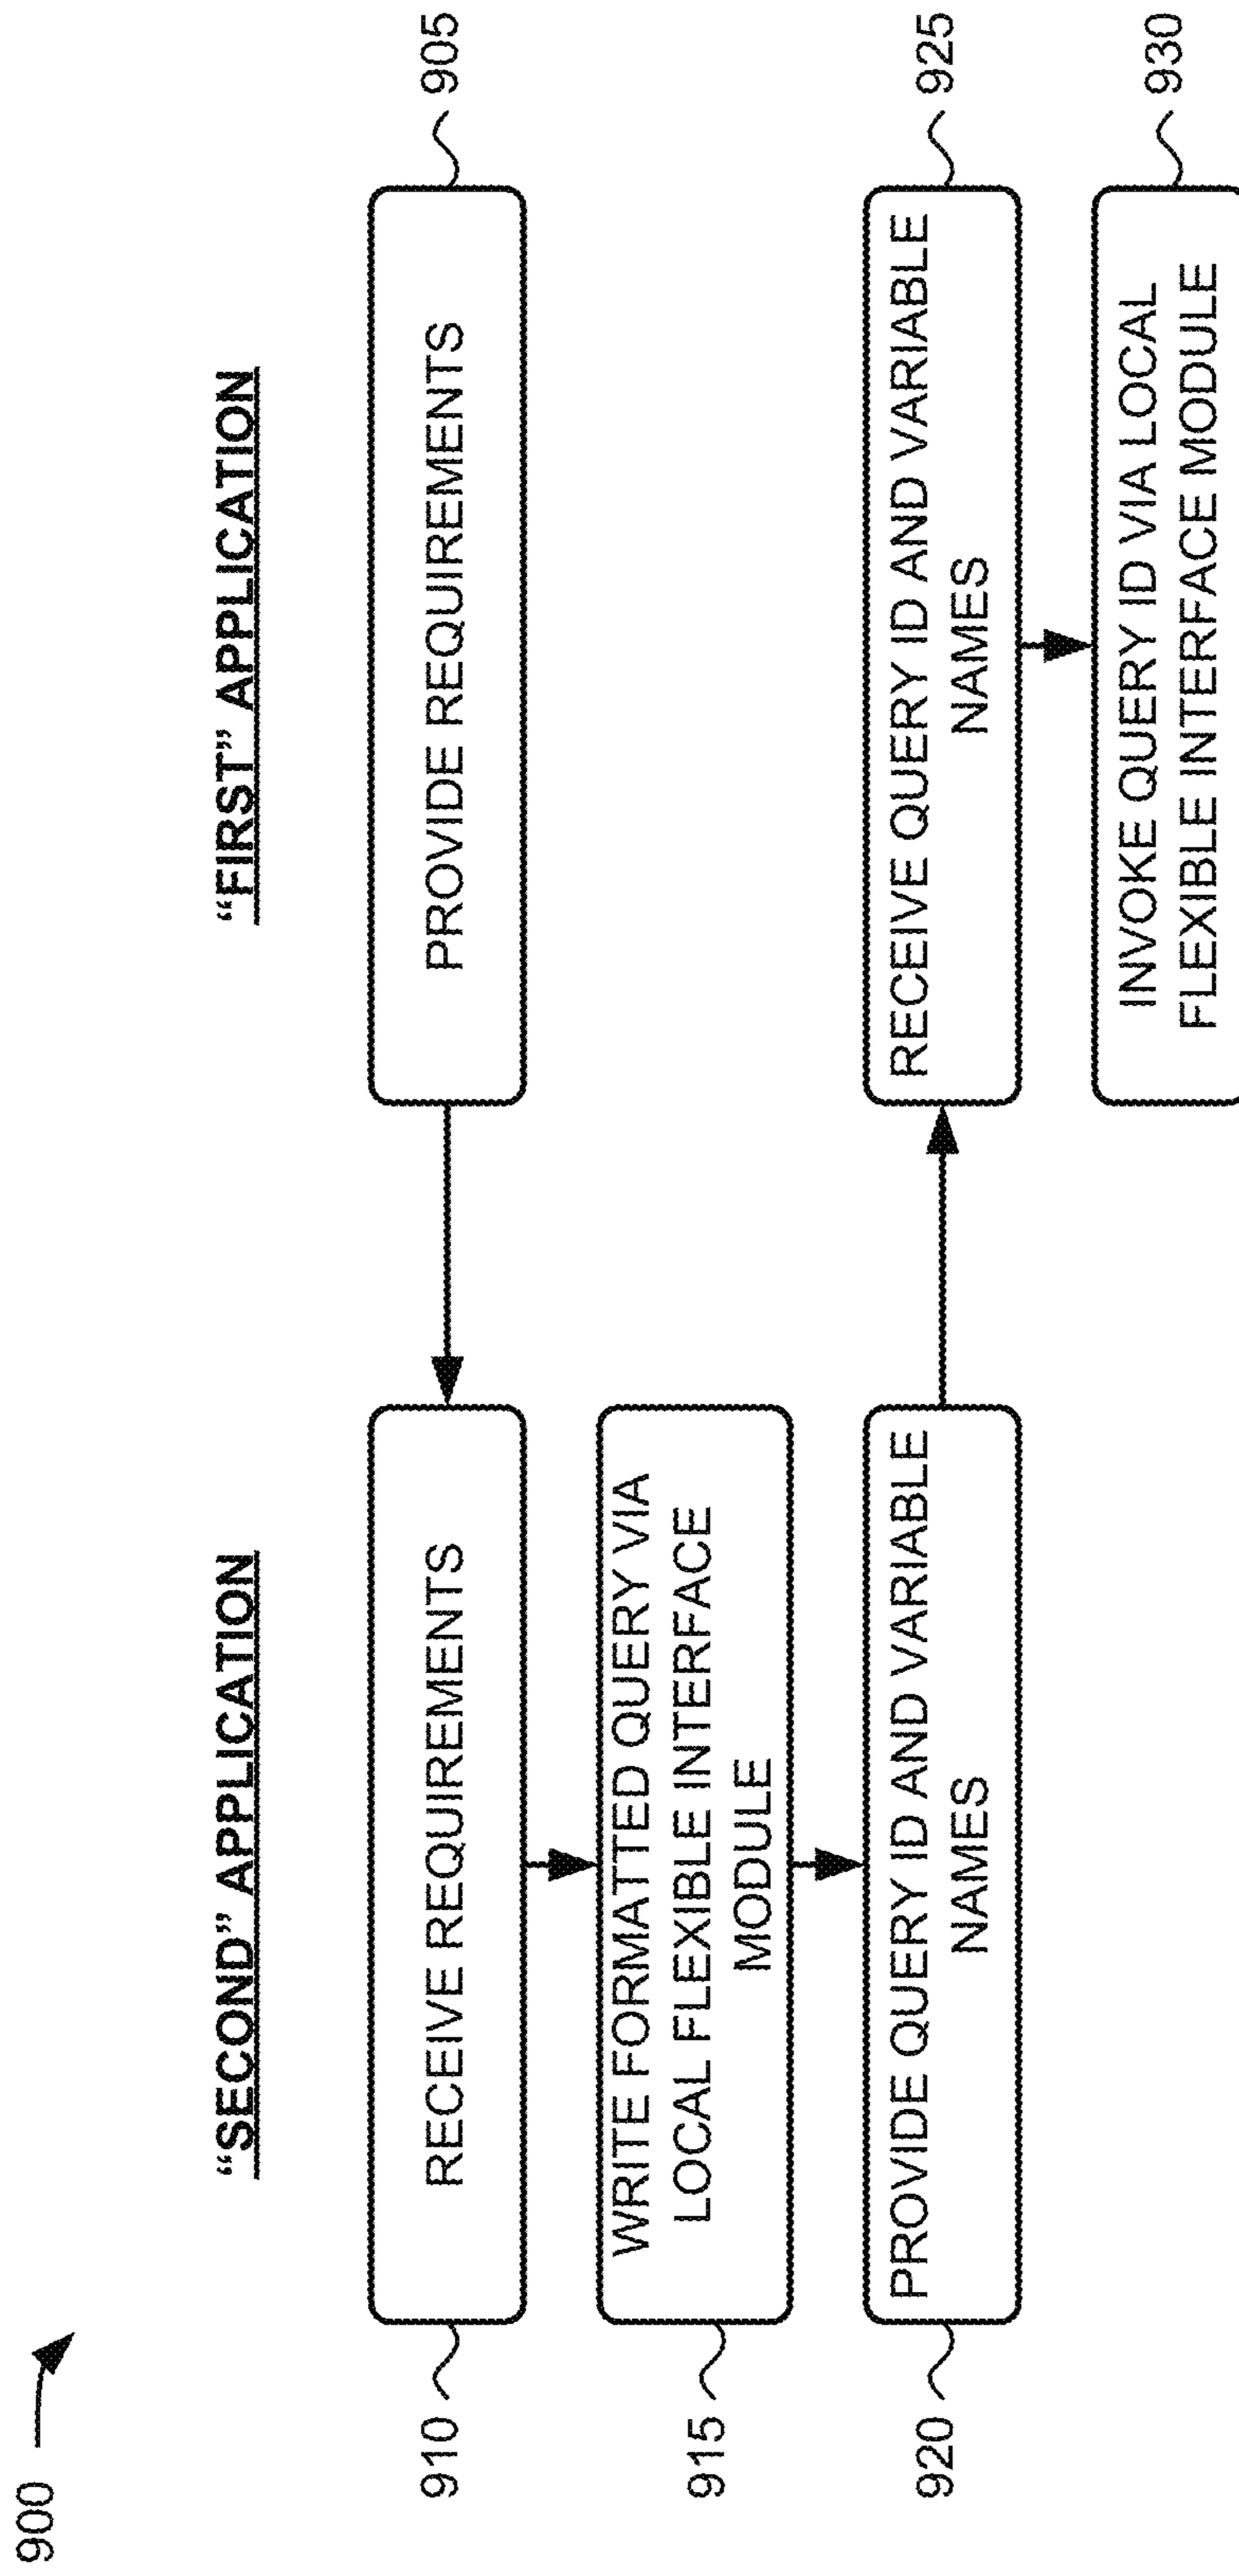 900
“SECOND” APPLICATION
“FIRST” APPLICATION
910
RECEIVE REQUIREMENTS
PROVIDE REQUIREMENTS
905
915
WRITE FORMATTED QUERY VIA
LOCAL FLEXIBLE INTERFACE
MODULE
920
PROVIDE QUERY ID AND VARIABLE
NAMES
RECEIVE QUERY ID AND VARIABLE
NAMES
925
INVOKE QUERY ID VIA LOCAL
FLEXIBLE INTERFACE MODULE
930